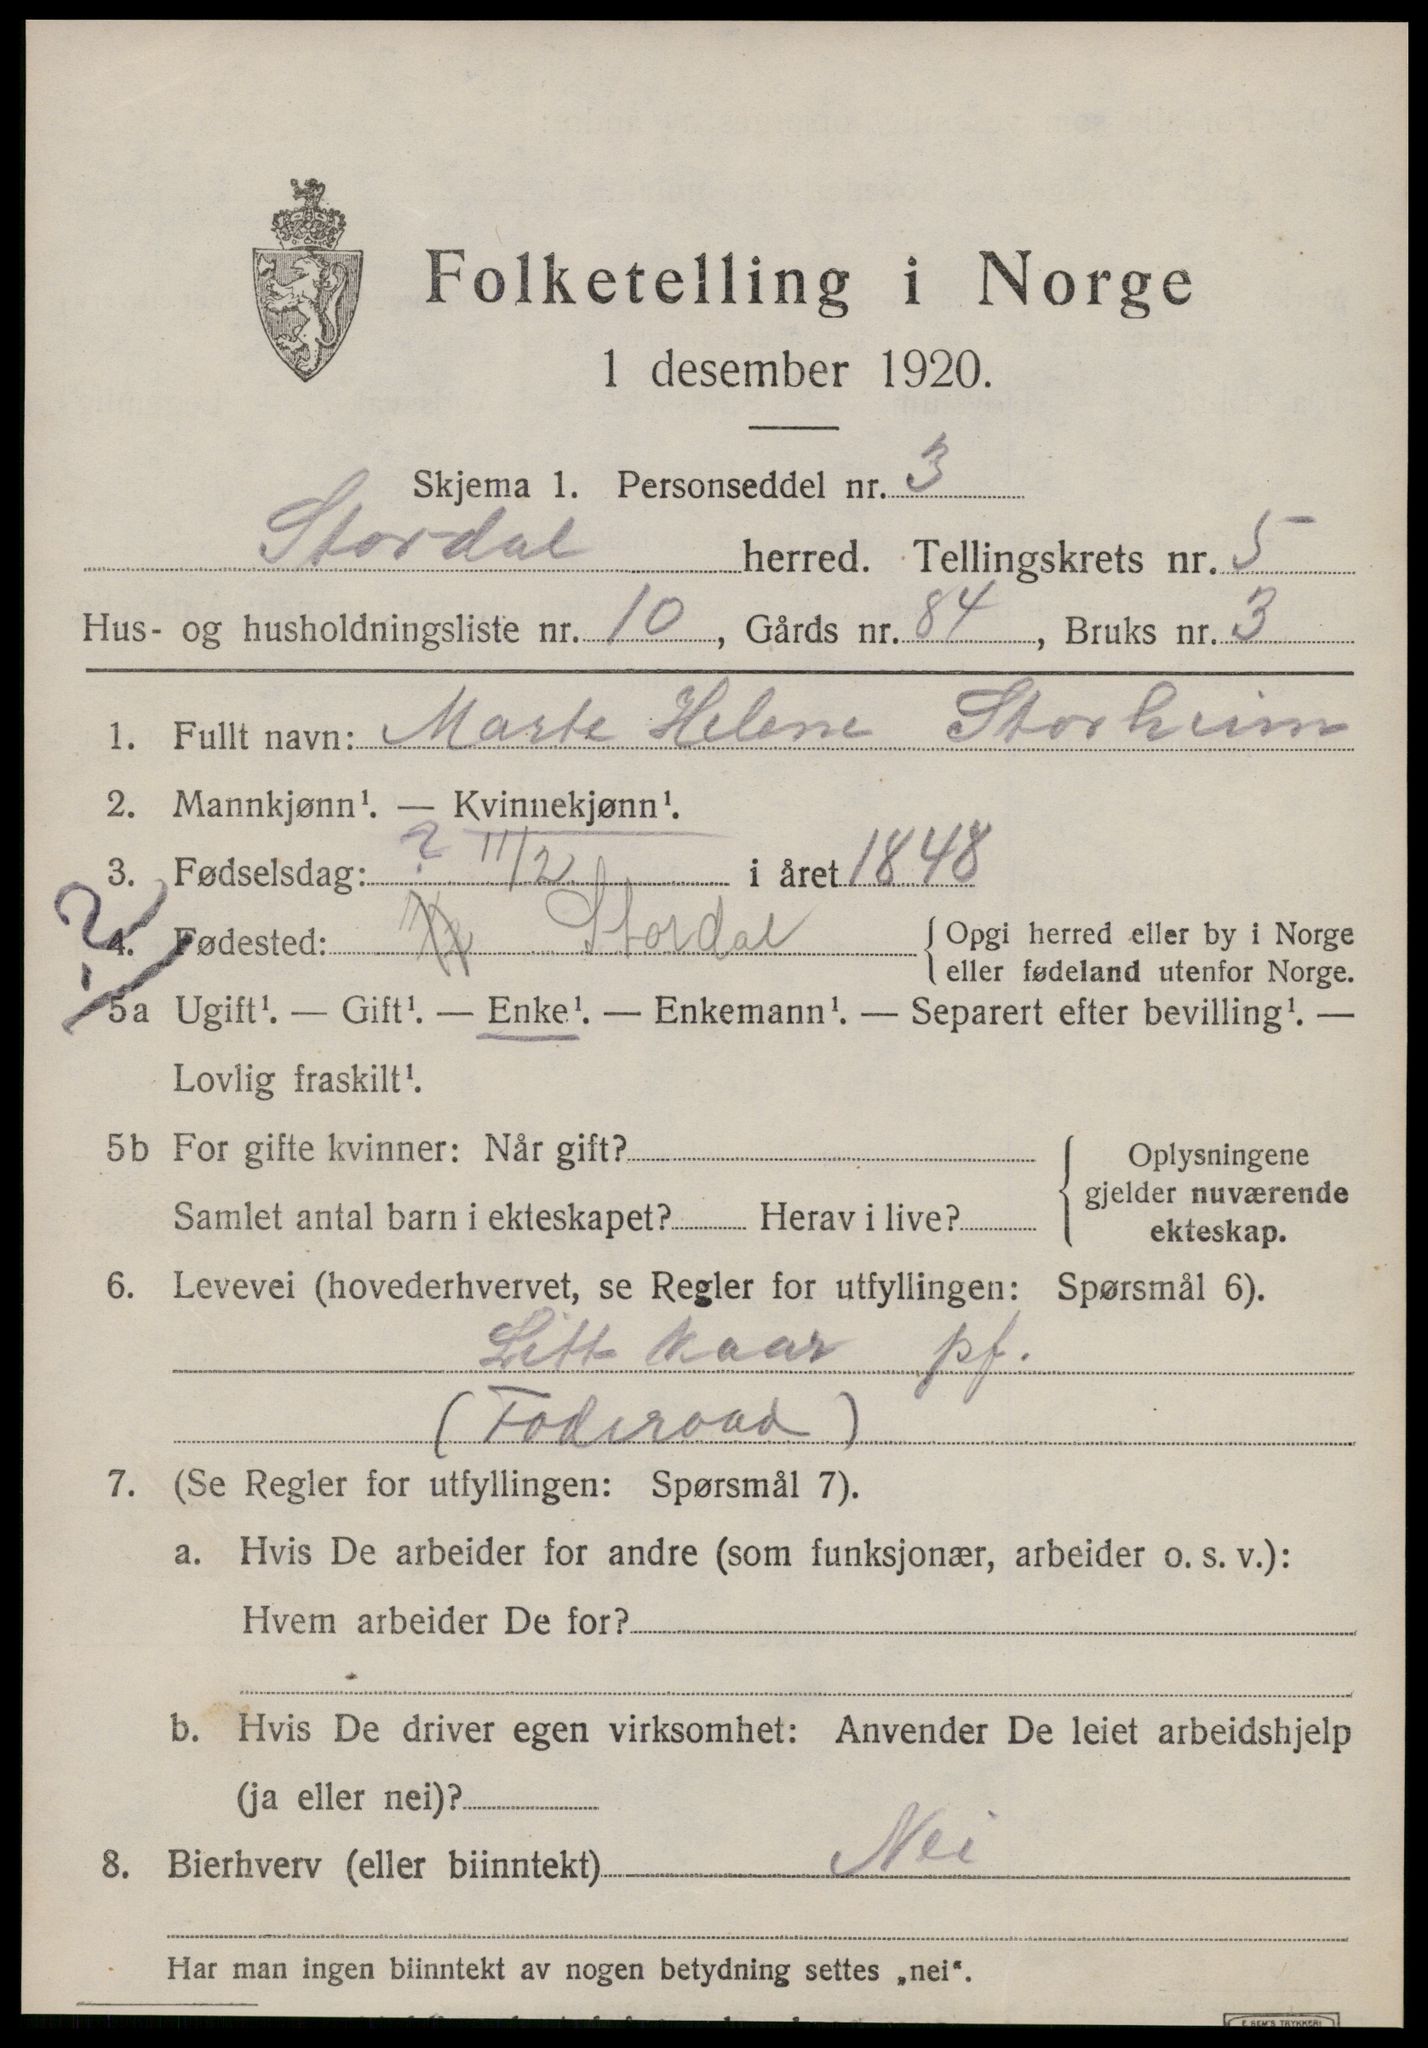 Folketelling i Norge
1 desember 1920.
Skjema 1. Personseddel nr. 3
Stordal herred. Tellingskrets nr. 5
Hus- og husholdningsliste nr. 10, Gårds nr. 84, Bruks nr. 3
1. Fullt navn: Marte Helene Storheim
2. Mannkjønn¹. — Kvinnekjønn¹.
3. Fødselsdag: ? 11/2 i året 1848
?
4. Fødested: Stordal { Opgi herred eller by i Norge
eller fødeland utenfor Norge.
5a Ugift¹. — Gift¹. — Enke¹. — Enkemann¹. — Separert efter bevilling¹. —
Lovlig fraskilt¹.
5b For gifte kvinner: Når gift?
Samlet antal barn i ekteskapet? Herav i live?
{ Oplysningene
gjelder nuværende
ekteskap.
6. Levevei (hovederhvervet, se Regler for utfyllingen: Spørsmål 6).
kaar pf.
(Foderaad)
7. (Se Regler for utfyllingen: Spørsmål 7).
a. Hvis De arbeider for andre (som funksjonær, arbeider o. s. v.):
Hvem arbeider De for?
b. Hvis De driver egen virksomhet: Anvender De leiet arbeidshjelp
(ja eller nei)?
8. Bierhverv (eller biinntekt) Nei
Har man ingen biinntekt av nogen betydning settes „nei“.
E. SEM'S TRYKKERI